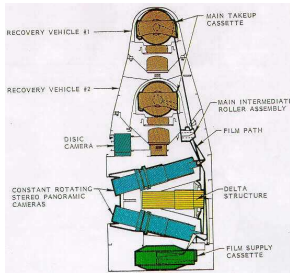 MAIN TAKEUP
CASSETTE
RECOVERY VEHICLE #1
RECOVERY VEHICLE #2
MAIN INTERMEDIATE
ROLLER ASSEMBLY
FILM PATH
DISIC
CAMERA
CONSTANT ROTATING
STEREO PANORAMIC
CAMERAS
DELTA
STRUCTURE
FILM SUPPLY
CASSETTE